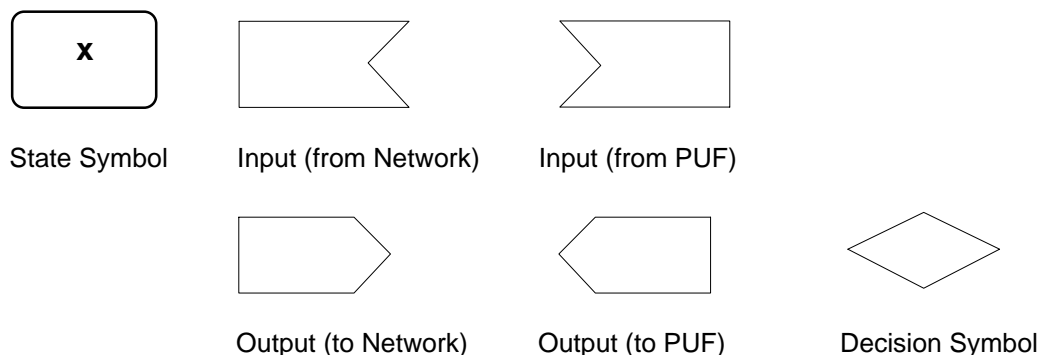 x
State Symbol
Input (from Network)
Input (from PUF)
Output (to Network)
Output (to PUF)
Decision Symbol